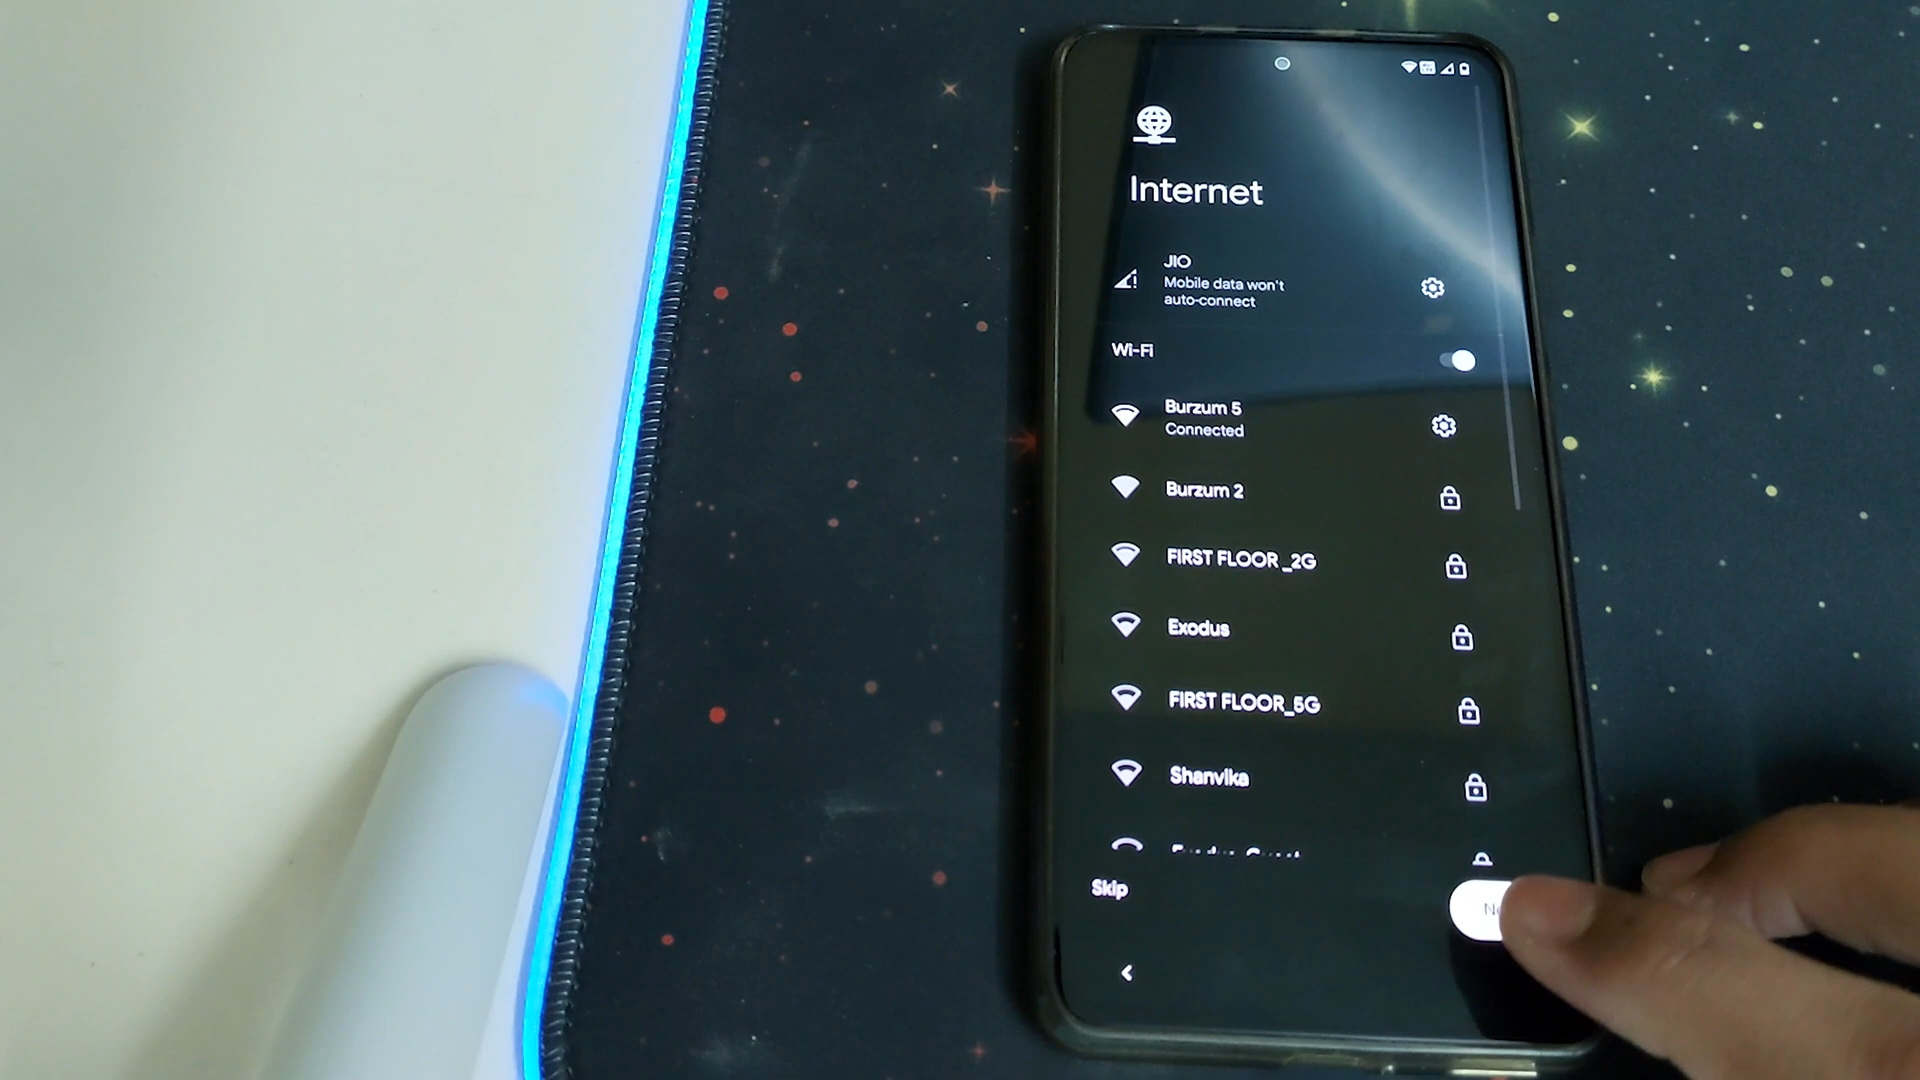 Internet
JIO
Mobile data won't
auto-connect
Wi-Fi
Burzum 5
Connected
Burzum 2
FIRST FLOOR _2G
Exodus
FIRST FLOOR_5G
Shanvika
Skip